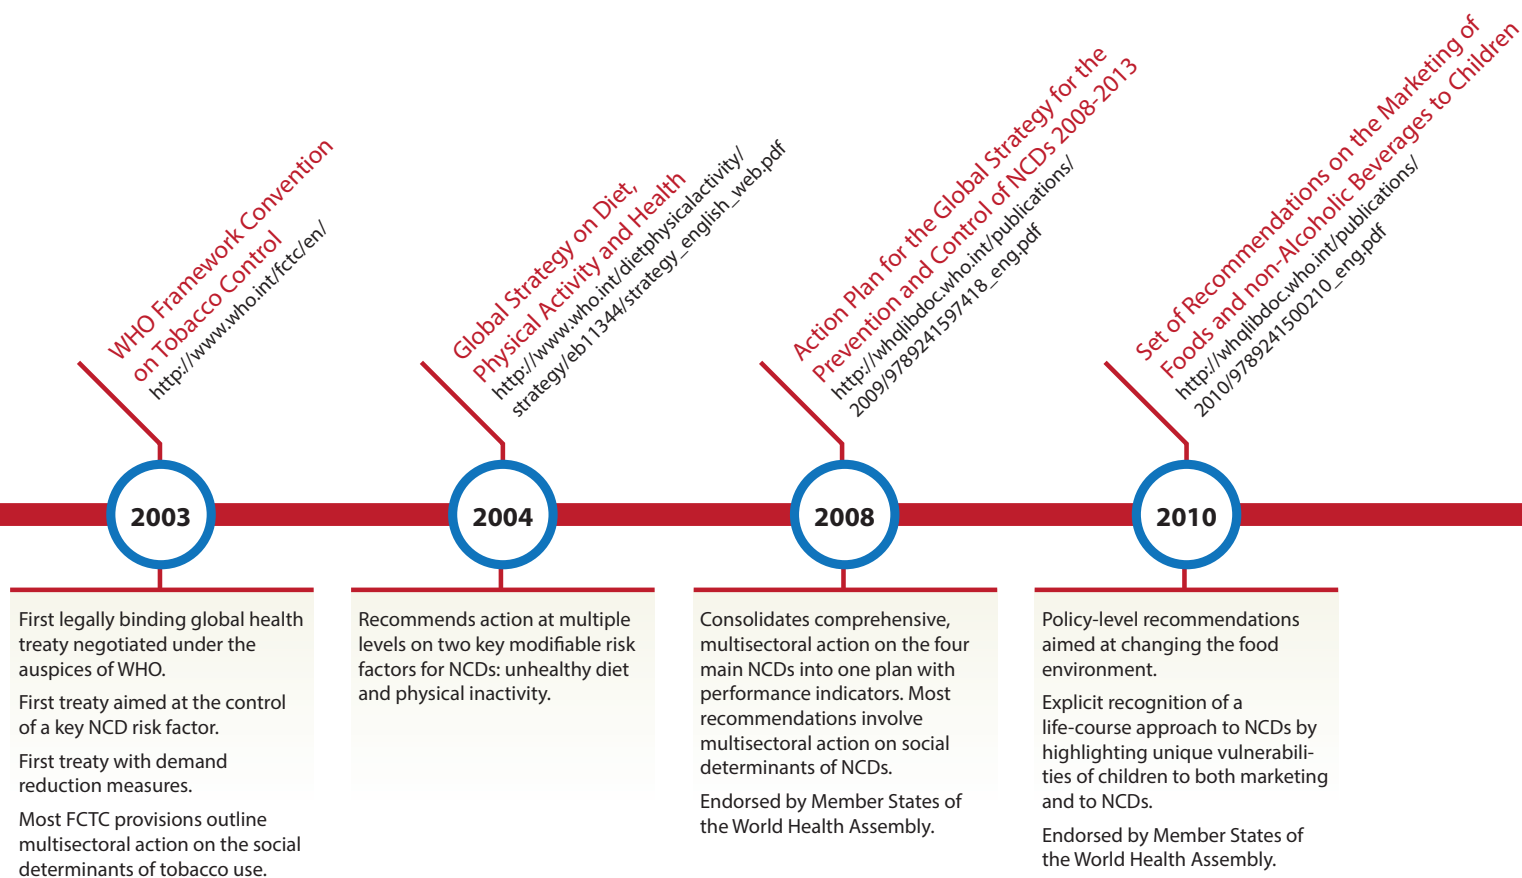 WHO Framework Convention
on Tobacco Control
http://www.who.int/fctc/en/
Global Strategy on Diet,
Physical Activity and Health
http://www.who.int/dietphysicalactivity/
strategy/eb11344/strategy_english_web.pdf
Action Plan for the Global Strategy for the
Prevention and Control of NCDs 2008-2013
http://whqlibdoc.who.int/publications/
2009/9789241597418_eng.pdf
Set of Recommendations on the Marketing of
Foods and non-Alcoholic Beverages to Children
http://whqlibdoc.who.int/publications/
2010/9789241500210_eng.pdf
2003
2004
2008
2010
First legally binding global health
treaty negotiated under the
auspices of WHO.
First treaty aimed at the control
of a key NCD risk factor.
First treaty with demand
reduction measures.
Most FCTC provisions outline
multisectoral action on the social
determinants of tobacco use.
Recommends action at multiple
levels on two key modifiable risk
factors for NCDs: unhealthy diet
and physical inactivity.
Consolidates comprehensive,
multisectoral action on the four
main NCDs into one plan with
performance indicators. Most
recommendations involve
multisectoral action on social
determinants of NCDs.
Endorsed by Member States of
the World Health Assembly.
Policy-level recommendations
aimed at changing the food
environment.
Explicit recognition of a
life-course approach to NCDs by
highlighting unique vulnerabili-
ties of children to both marketing
and to NCDs.
Endorsed by Member States of
the World Health Assembly.